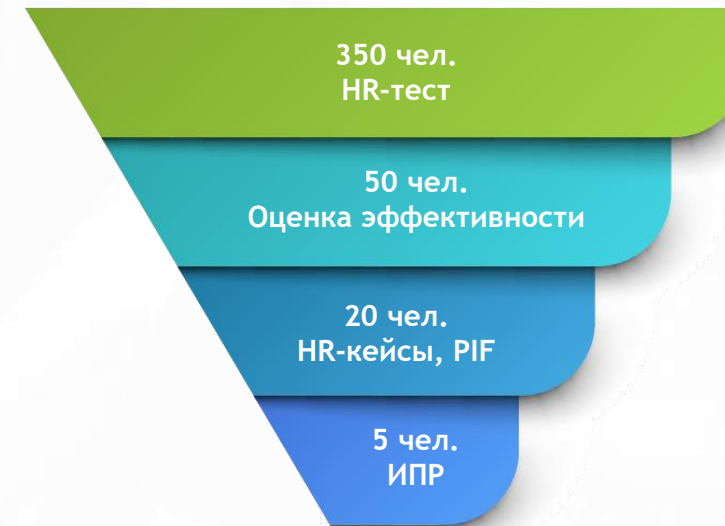 350 чел.
HR-тест
50 чел.
Оценка эффективности
20 чел.
HR-кейсы, PIF
5 чел.
ИПР